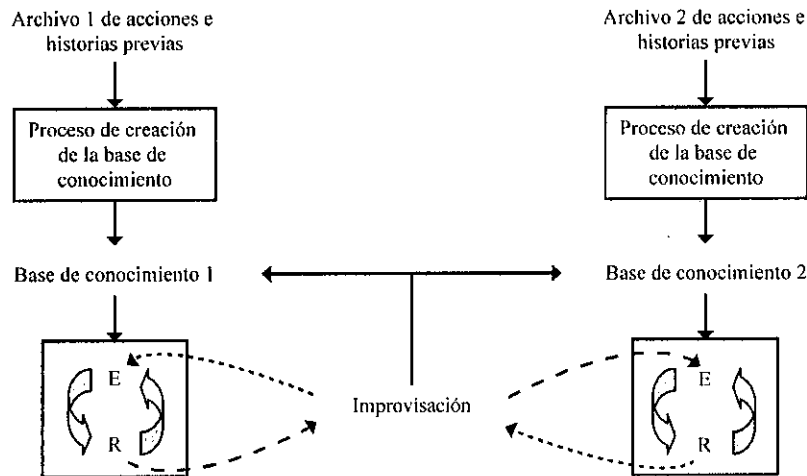 Archivo 1 de acciones e
historias previas
Proceso de creación
de la base de
conocimiento
Base de conocimiento 1
E
R
Improvisación
Archivo 2 de acciones e
historias previas
Proceso de creación
de la base de
conocimiento
Base de conocimiento 2
E
R